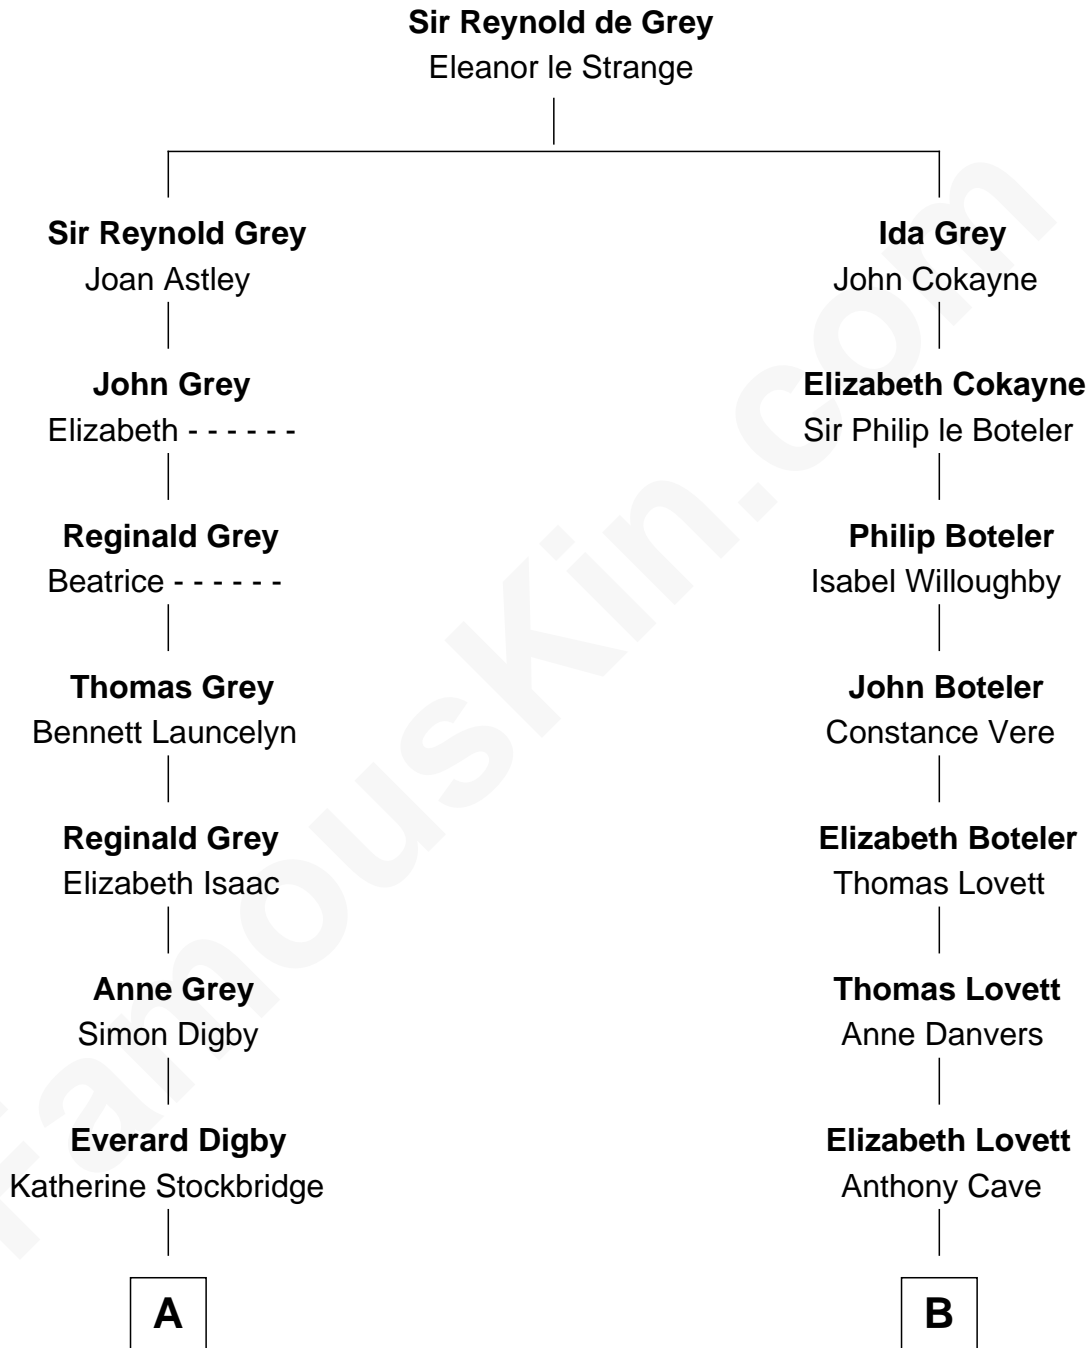 Sir Reynold de Grey
Eleanor le Strange
Sir Reynold Grey
Joan Astley
Ida Grey
John Cokayne
John Grey
Elizabeth - - - - - -
Elizabeth Cokayne
Sir Philip le Boteler
Reginald Grey
Beatrice - - - - - -
Philip Boteler
Isabel Willoughby
Thomas Grey
Bennett Launcelyn
John Boteler
Constance Vere
Reginald Grey
Elizabeth Isaac
Elizabeth Boteler
Thomas Lovett
Anne Grey
Simon Digby
Thomas Lovett
Anne Danvers
Everard Digby
Katherine Stockbridge
Elizabeth Lovett
Anthony Cave
A
B
FamousKin.com